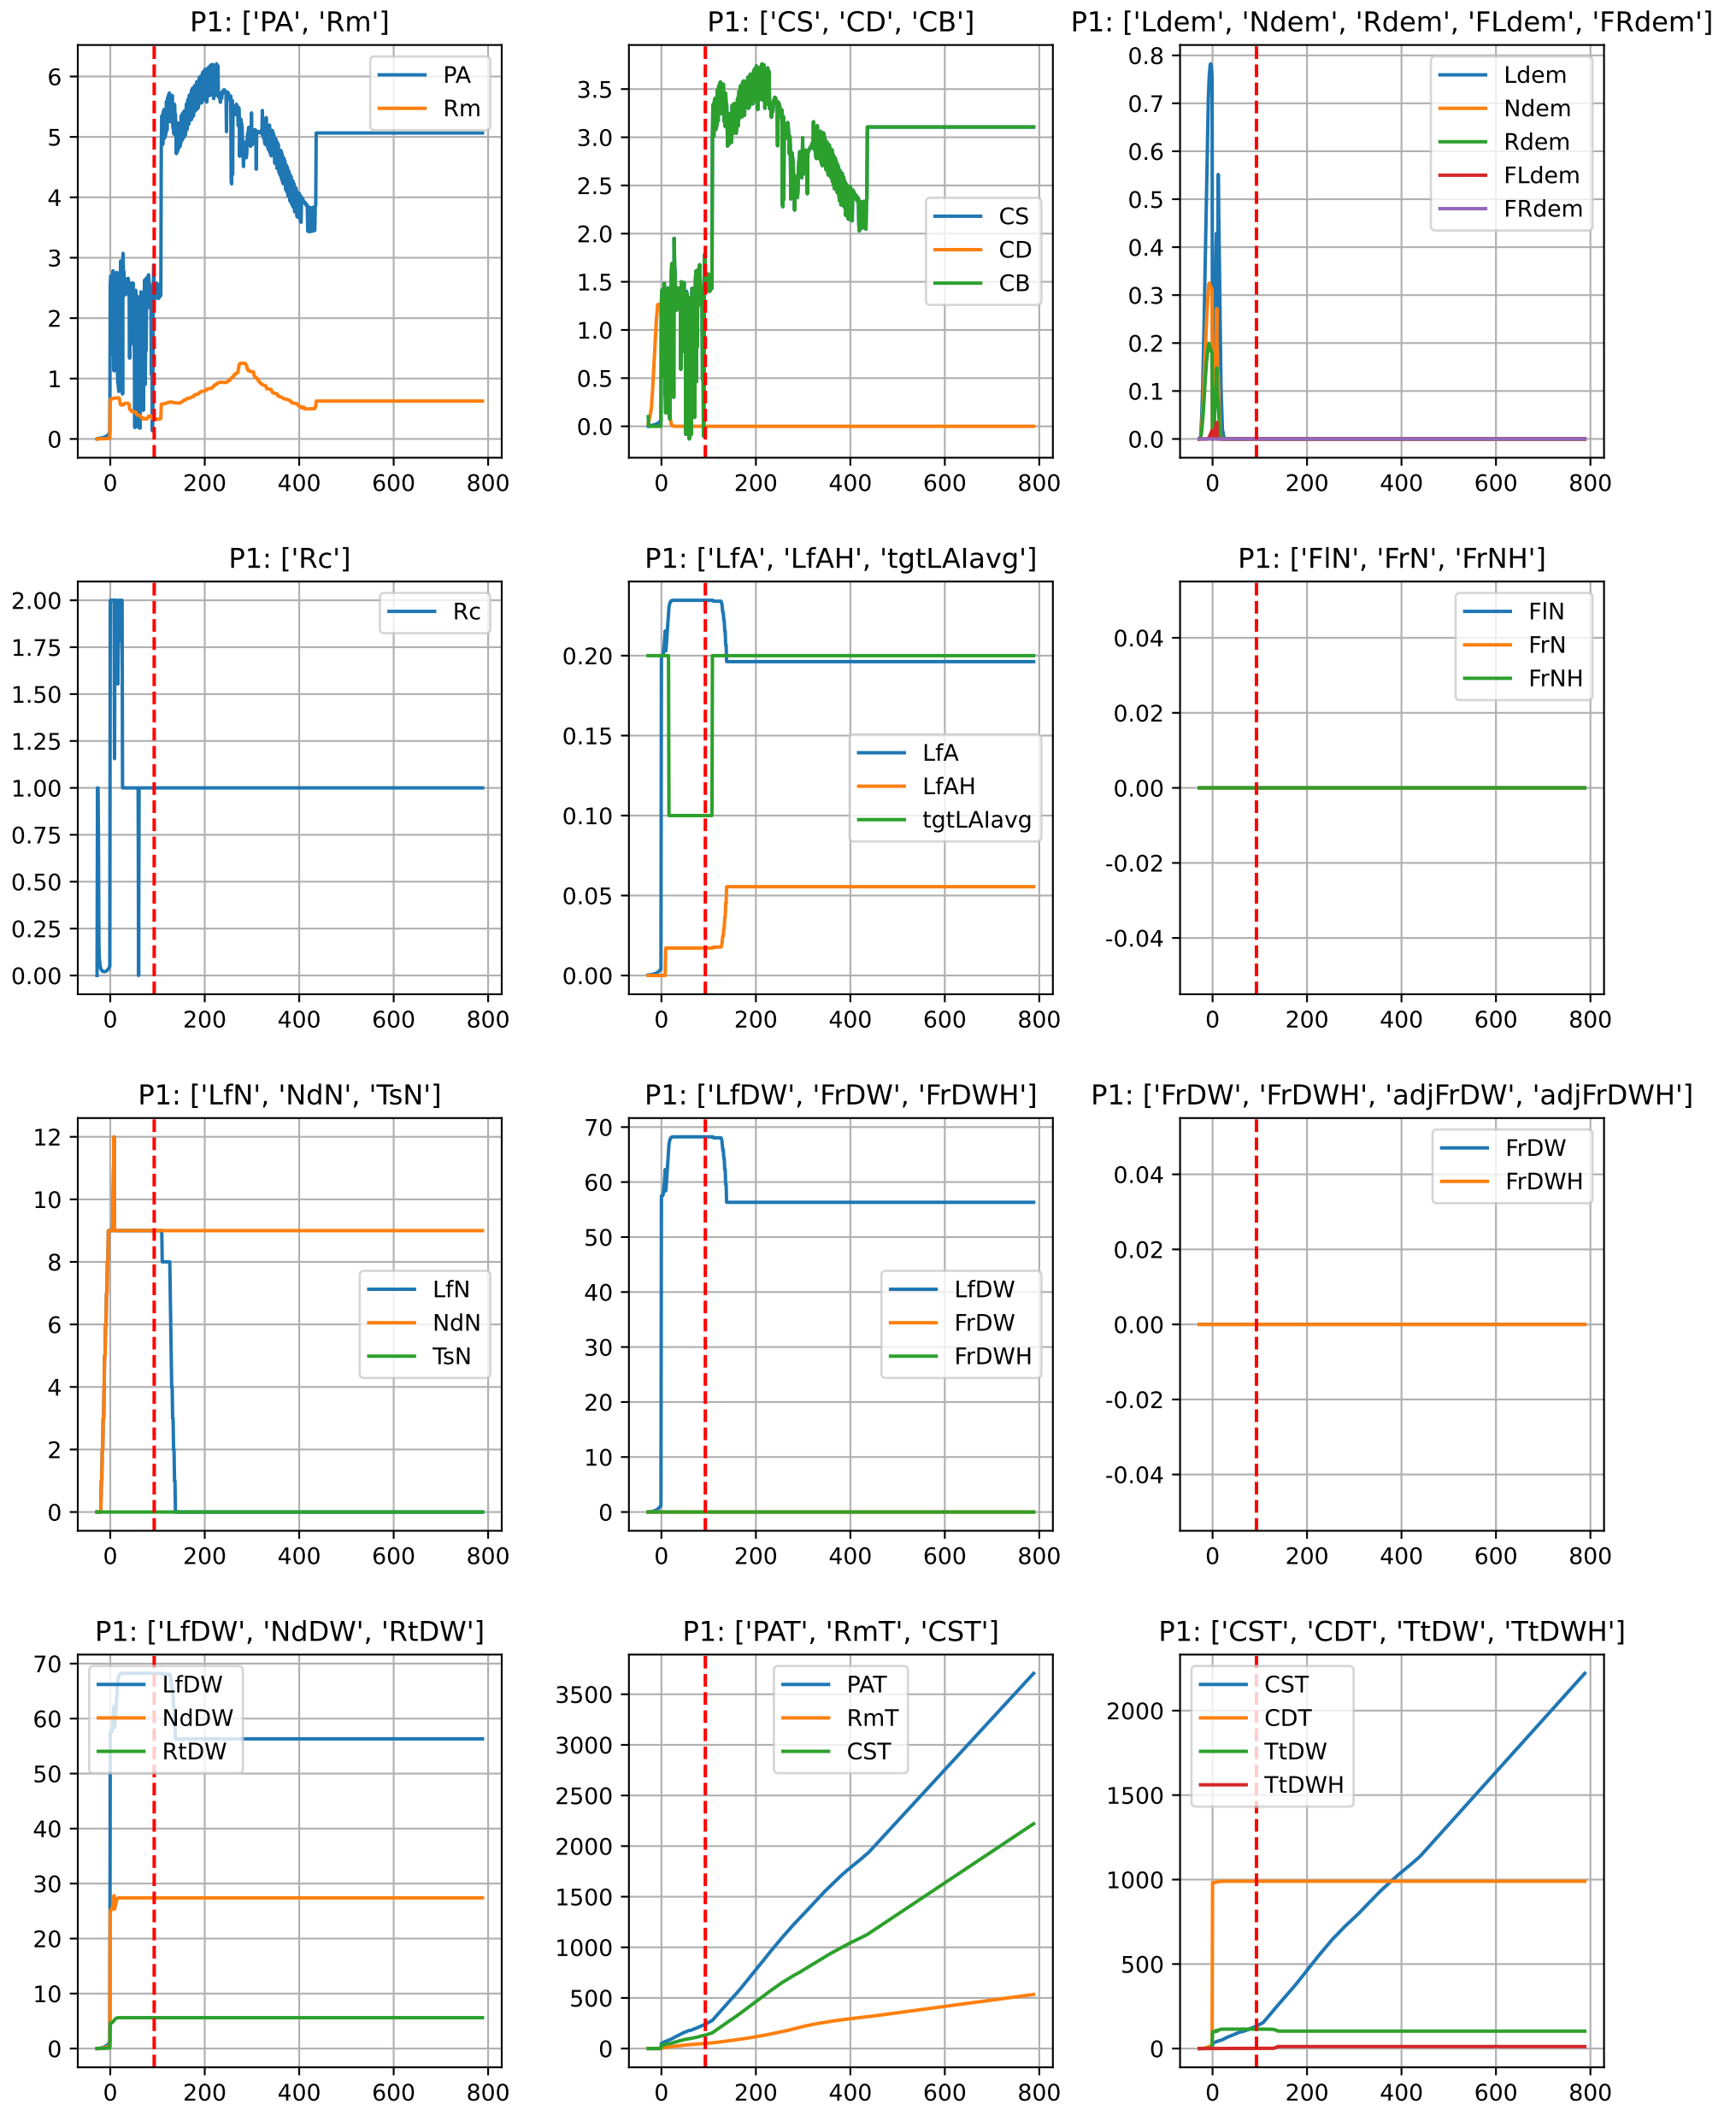 P1: ['PA', 'Rm']
6
5
4
3
2
1
0
PA
Rm
0 200 400 600 800
P1: ['CS', 'CD', 'CB']
3.5
3.0
2.5
2.0
1.5
1.0
0.5
0.0
CS
CD
CB
0 200 400 600 800
P1: ['Ldem', 'Ndem', 'Rdem', 'FLdem', 'FRdem']
0.8
0.7
0.6
0.5
0.4
0.3
0.2
0.1
0.0
Ldem
Ndem
Rdem
FLdem
FRdem
0 200 400 600 800
P1: ['Rc']
2.00
1.75
1.50
1.25
1.00
0.75
0.50
0.25
0.00
Rc
0 200 400 600 800
P1: ['LfA', 'LfAH', 'tgtLAIavg']
0.20
0.15
0.10
0.05
0.00
LfA
LfAH
tgtLAIavg
0 200 400 600 800
P1: ['FlN', 'FrN', 'FrNH']
0.04
0.02
0.00
-0.02
-0.04
FlN
FrN
FrNH
0 200 400 600 800
P1: ['LfN', 'NdN', 'TsN']
12
10
8
6
4
2
0
LfN
NdN
TsN
0 200 400 600 800
P1: ['LfDW', 'FrDW', 'FrDWH']
70
60
50
40
30
20
10
0
LfDW
FrDW
FrDWH
0 200 400 600 800
P1: ['FrDW', 'FrDWH', 'adjFrDW', 'adjFrDWH']
0.04
0.02
0.00
-0.02
-0.04
FrDW
FrDWH
0 200 400 600 800
P1: ['LfDW', 'NdDW', 'RtDW']
70
60
50
40
30
20
10
0
LfDW
NdDW
RtDW
0 200 400 600 800
P1: ['PAT', 'RmT', 'CST']
3500
3000
2500
2000
1500
1000
500
0
PAT
RmT
CST
0 200 400 600 800
P1: ['CST', 'CDT', 'TtDW', 'TtDWH']
2000
1500
1000
500
0
CST
CDT
TtDW
TtDWH
0 200 400 600 800